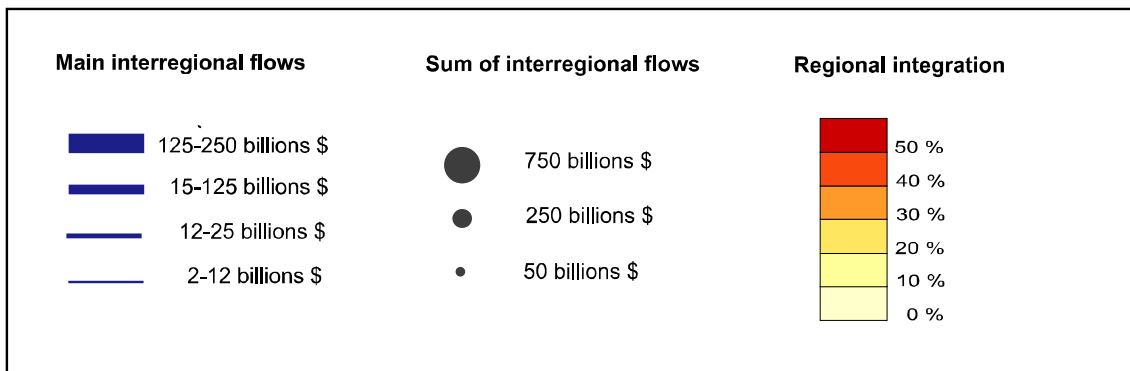 Main interregional flows
125-250 billions $
15-125 billions $
12-25 billions $
2-12 billions $
Sum of interregional flows
750 billions $
250 billions $
50 billions $
Regional integration
50 %
40 %
30 %
20 %
10 %
0 %